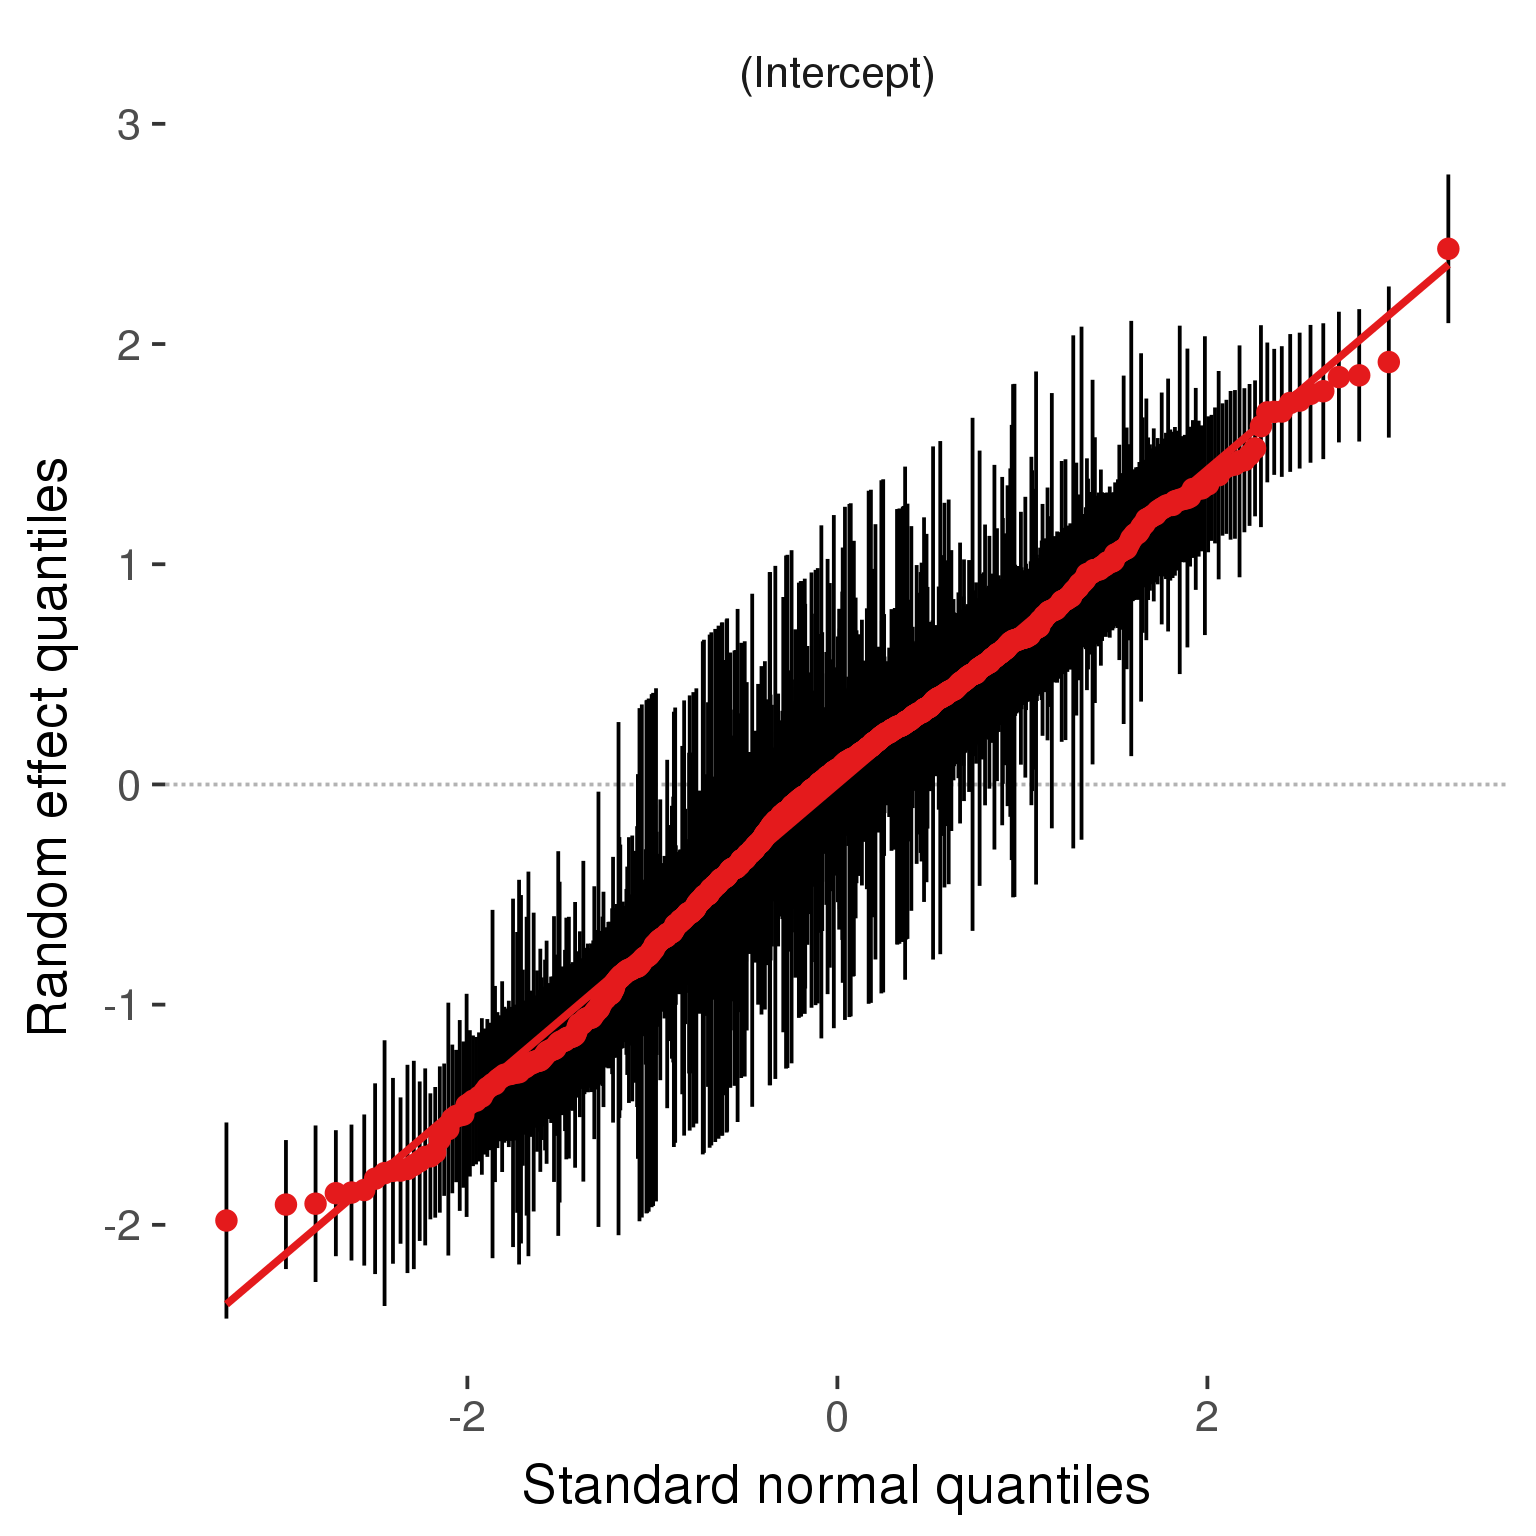 (Intercept)
3
2
1
0
-1
-2
Random effect quantiles
-2 0 2
Standard normal quantiles